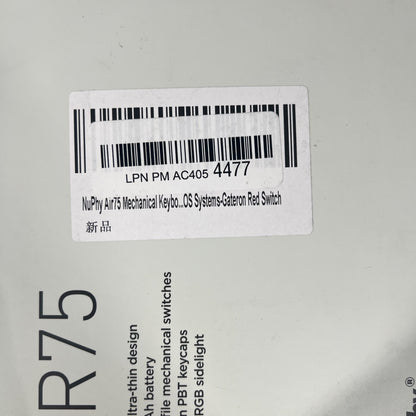 LPN PM AC405 4477
NuPhy Air75 Mechanical Keybo...OS Systems-Gateron Red Switch
新品
R75
ltra-thin design
Ah battery
file mechanical switches
n PBT keycaps
RGB sidelight